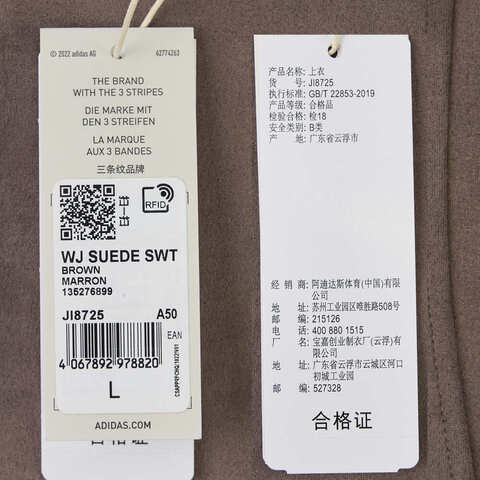 © 2022 adidas AG
62774263
THE BRAND
WITH THE 3 STRIPES
DIE MARKE MIT
DEN 3 STREIFEN
LA MARQUE
AUX 3 BANDES
三条纹品牌
RFID
WJ SUEDE SWT
BROWN
MARRON
135276899
JI8725 A50
EAN
4 067892 978820
L
ADIDAS.COM
合格证
产品名称: 上衣
货 号: JI8725
执行标准: GB/T 22853-2019
产品等级: 合格品
检验合格: 检18
安全类别: B类
产 地: 广东省云浮市
经 销 商: 阿迪达斯体育(中国)有限
公司
地 址: 苏州工业园区唯胜路508号
邮 编: 215126
电 话: 400 880 1515
厂 名: 宝嘉创业制衣厂(云浮)有
限公司
地 址: 广东省云浮市云城区河口
初城工业园
邮 编: 527328
合格证